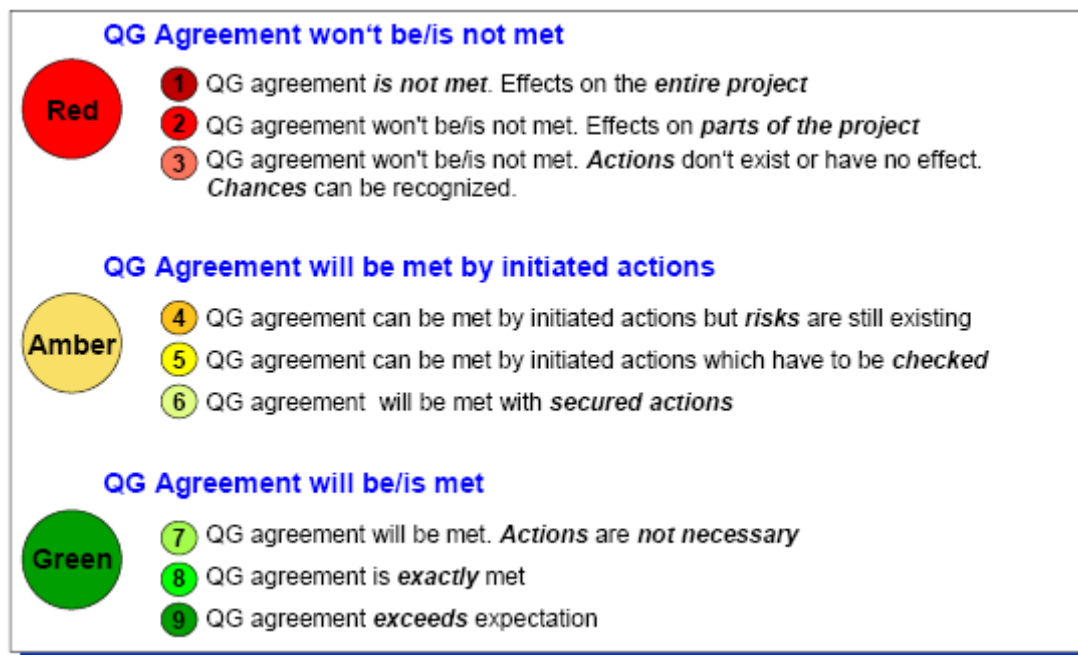 QG Agreement won't be/is not met
Red
1 QG agreement is not met. Effects on the entire project
2 QG agreement won't be/is not met. Effects on parts of the project
3 QG agreement won't be/is not met. Actions don't exist or have no effect.
Chances can be recognized.
QG Agreement will be met by initiated actions
Amber
4 QG agreement can be met by initiated actions but risks are still existing
5 QG agreement can be met by initiated actions which have to be checked
6 QG agreement will be met with secured actions
QG Agreement will be/is met
Green
7 QG agreement will be met. Actions are not necessary
8 QG agreement is exactly met
9 QG agreement exceeds expectation